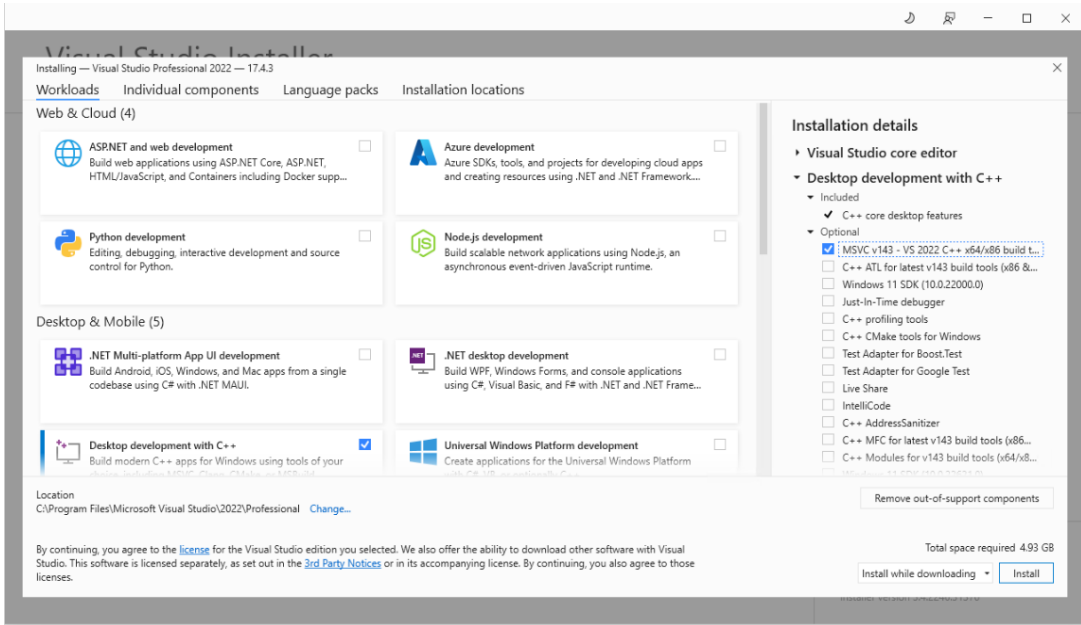 Visual Studio Installer
Installing — Visual Studio Professional 2022 — 17.4.3
Workloads
Individual components
Language packs
Installation locations
Web & Cloud (4)
ASP.NET and web development
Build web applications using ASP.NET Core, ASP.NET,
HTML/JavaScript, and Containers including Docker supp...
Azure development
Azure SDKs, tools, and projects for developing cloud apps
and creating resources using .NET and .NET Framework....
Python development
Editing, debugging, interactive development and source
control for Python.
JS
Node.js development
Build scalable network applications using Node.js, an
asynchronous event-driven JavaScript runtime.
Desktop & Mobile (5)
.NET Multi-platform App UI development
Build Android, iOS, Windows, and Mac apps from a single
codebase using C# with .NET MAUI.
.NET
.NET desktop development
Build WPF, Windows Forms, and console applications
using C#, Visual Basic, and F# with .NET and .NET Frame...
Desktop development with C++
Build modern C++ apps for Windows using tools of your
Universal Windows Platform development
Create applications for the Universal Windows Platform
Installation details
Visual Studio core editor
Desktop development with C++
Included
C++ core desktop features
Optional
MSVC v143 - VS 2022 C++ x64/x86 build t...
C++ ATL for latest v143 build tools (x86 &...
Windows 11 SDK (10.0.22000.0)
Just-In-Time debugger
C++ profiling tools
C++ CMake tools for Windows
Test Adapter for Boost.Test
Test Adapter for Google Test
Live Share
IntelliCode
C++ AddressSanitizer
C++ MFC for latest v143 build tools (x86...
C++ Modules for v143 build tools (x64/x8...
Location
C:\Program Files\Microsoft Visual Studio\2022\Professional Change...
Remove out-of-support components
By continuing, you agree to the license for the Visual Studio edition you selected. We also offer the ability to download other software with Visual
Studio. This software is licensed separately, as set out in the 3rd Party Notices or in its accompanying license. By continuing, you also agree to those
licenses.
Total space required 4.93 GB
Install while downloading
Install